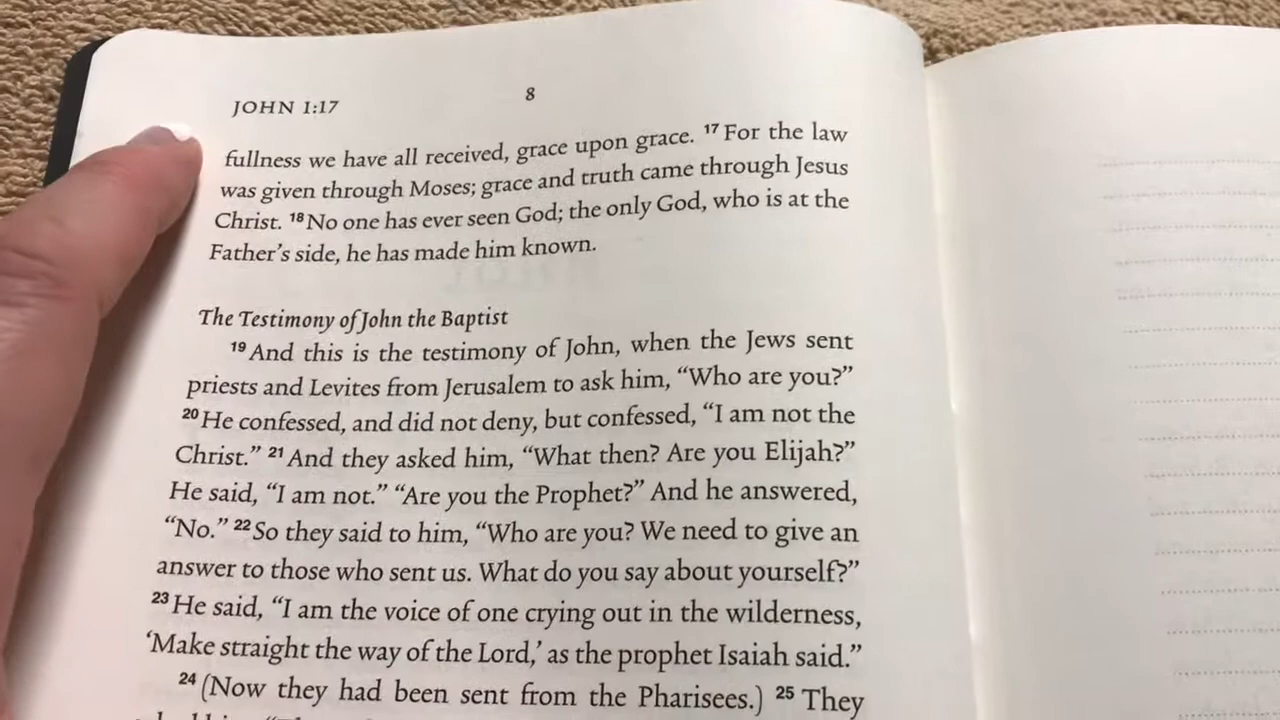 JOHN 1:17
8
fullness we have all received, grace upon grace. 17 For the law
was given through Moses; grace and truth came through Jesus
Christ. 18 No one has ever seen God; the only God, who is at the
Father’s side, he has made him known.
The Testimony of John the Baptist
19 And this is the testimony of John, when the Jews sent
priests and Levites from Jerusalem to ask him, “Who are you?”
20 He confessed, and did not deny, but confessed, “I am not the
Christ.” 21 And they asked him, “What then? Are you Elijah?”
He said, “I am not.” “Are you the Prophet?” And he answered,
“No.” 22 So they said to him, “Who are you? We need to give an
answer to those who sent us. What do you say about yourself?”
23 He said, “I am the voice of one crying out in the wilderness,
‘Make straight the way of the Lord,’ as the prophet Isaiah said.”
24 (Now they had been sent from the Pharisees.) 25 They